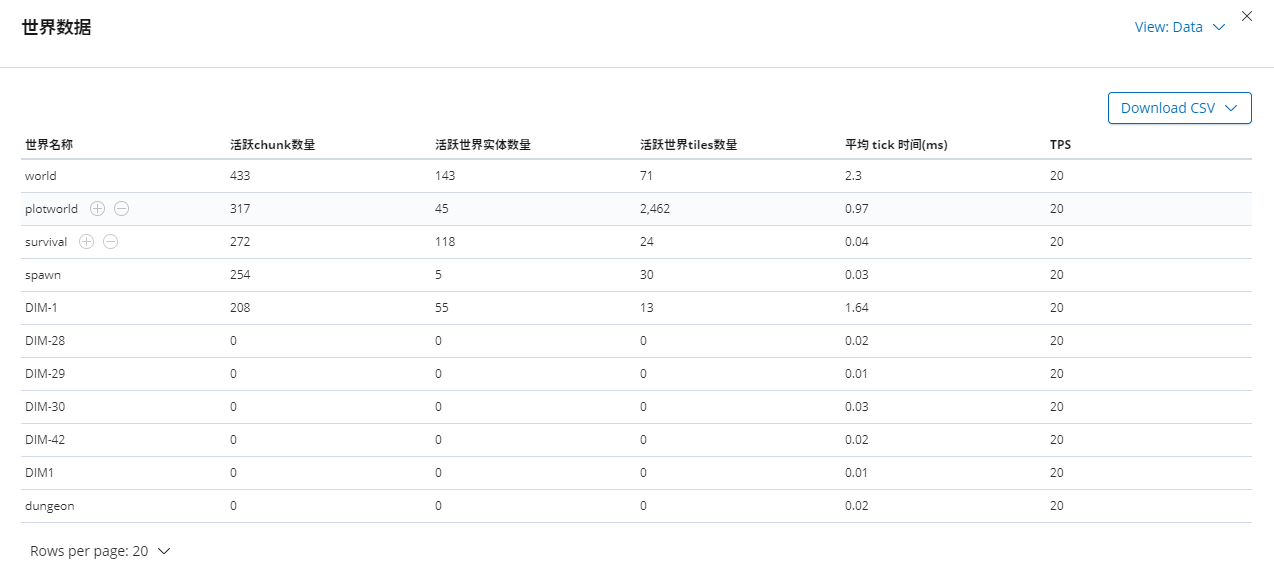 世界数据
View: Data
Download CSV
世界名称 活跃chunk数量 活跃世界实体数量 活跃世界tiles数量 平均 tick 时间(ms) TPS
world 433 143 71 2.3 20
plotworld 317 45 2,462 0.97 20
survival 272 118 24 0.04 20
spawn 254 5 30 0.03 20
DIM-1 208 55 13 1.64 20
DIM-28 0 0 0 0.02 20
DIM-29 0 0 0 0.01 20
DIM-30 0 0 0 0.03 20
DIM-42 0 0 0 0.02 20
DIM1 0 0 0 0.01 20
dungeon 0 0 0 0.02 20
Rows per page: 20